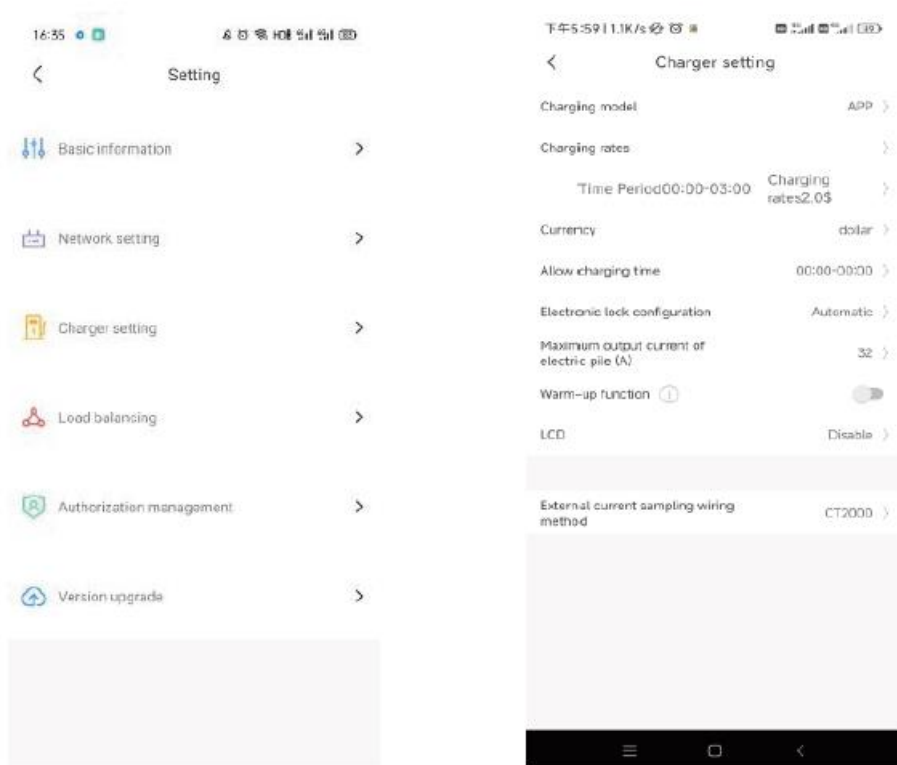 16:35
Setting
Basic information
Network setting
Charger setting
Load balancing
Authorization management
Version upgrade
下午5:59 | 1.1K/s
Charger setting
Charging model APP
Charging rates
Time Period00:00-03:00 Charging
rates2.0$
Currency dollar
Allow charging time 00:00-00:00
Electronic lock configuration Automatic
Maximum output current of
electric pile (A) 32
Warm-up function
LCD Disable
External current sampling wiring
method CT2000